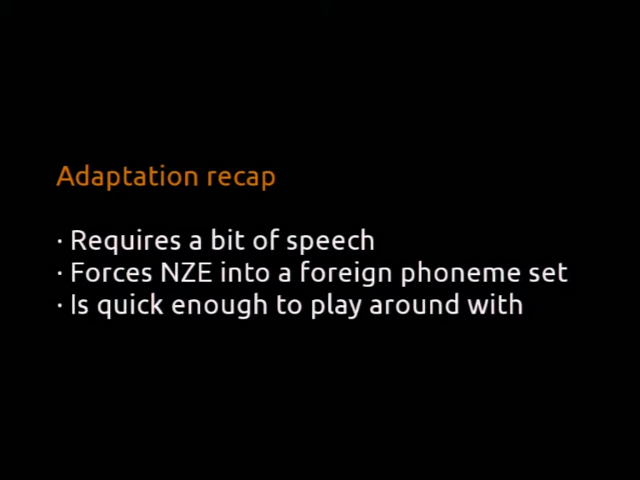 Adaptation recap
· Requires a bit of speech
· Forces NZE into a foreign phoneme set
· Is quick enough to play around with